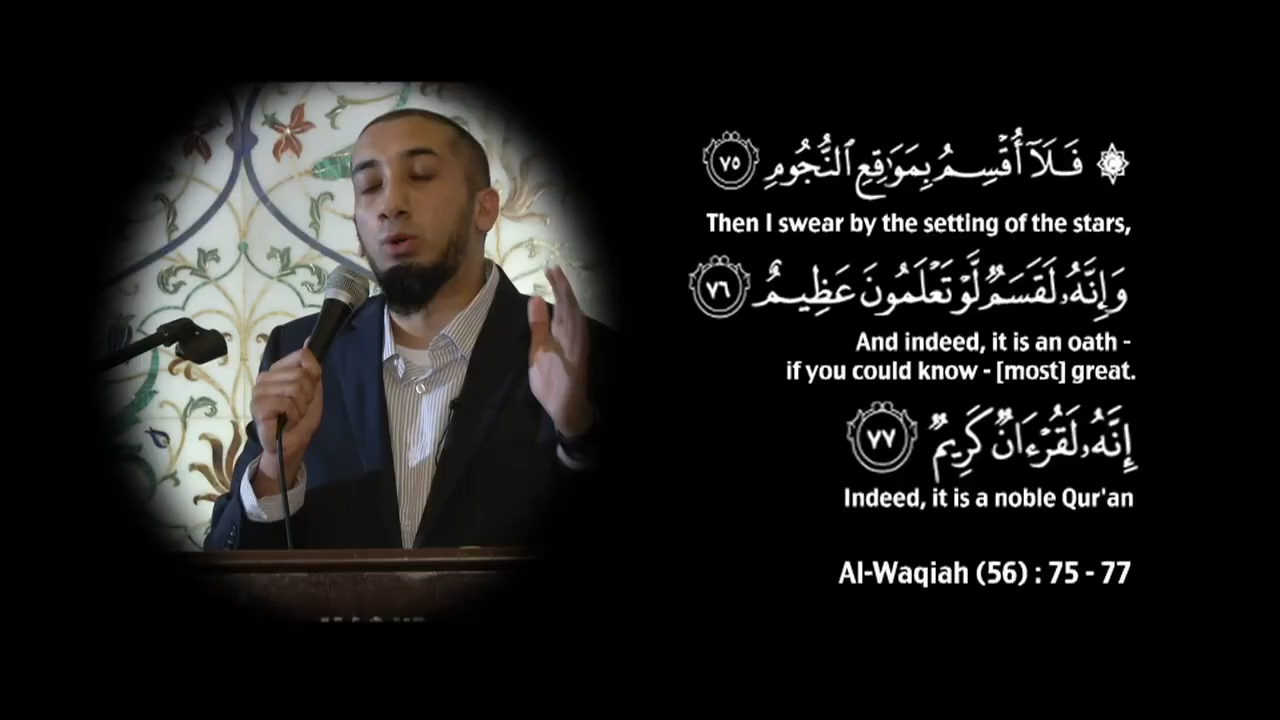 ۞ فَلَآ أُقْسِمُ بِمَوَٰقِعِ ٱلنُّجُومِ ٧٥
Then I swear by the setting of the stars,
وَإِنَّهُۥ لَقَسَمٌ لَّوْ تَعْلَمُونَ عَظِيمٌ ٧٦
And indeed, it is an oath -
if you could know - [most] great.
إِنَّهُۥ لَقُرْءَانٌ كَرِيمٌ ٧٧
Indeed, it is a noble Qur'an
Al-Waqiah (56) : 75 - 77